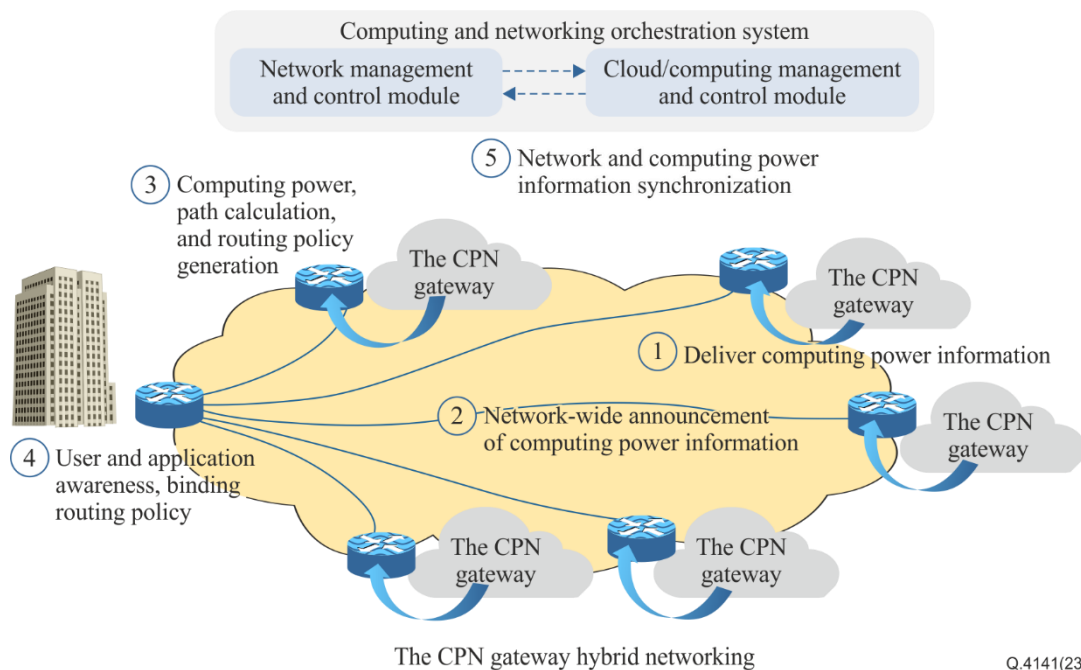 Computing and networking orchestration system
Network management
and control module
Cloud/computing management
and control module
5
Network and computing power
information synchronization
3
Computing power,
path calculation,
and routing policy
generation
The CPN
gateway
The CPN
gateway
1
Deliver computing power information
2
Network-wide announcement
of computing power information
The CPN
gateway
4
User and application
awareness, binding
routing policy
The CPN
gateway
The CPN
gateway
The CPN gateway hybrid networking
Q.4141(23